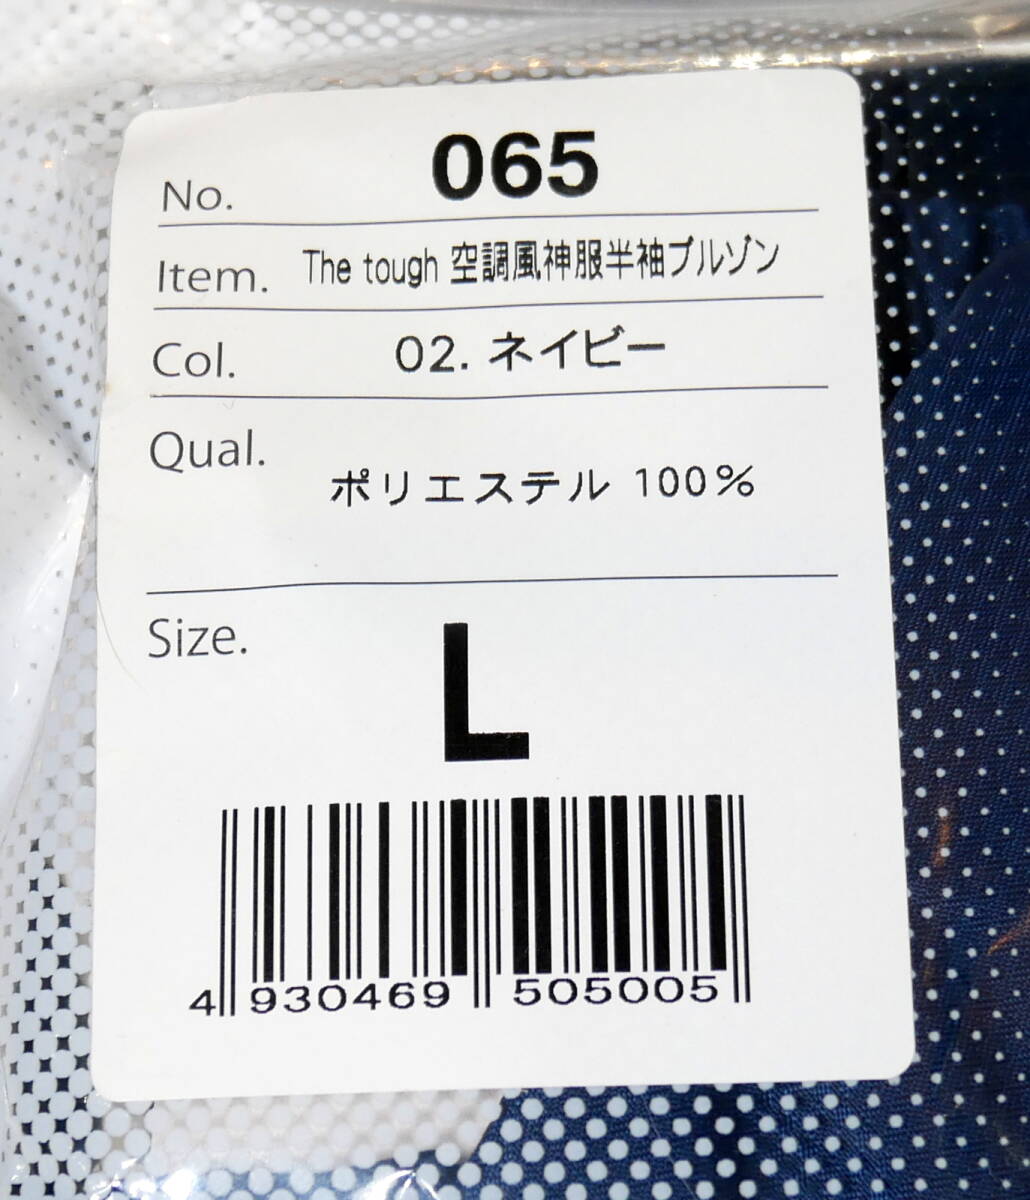 No. 065
Item. The tough 空調風神服半袖ブルゾン
Col. 02. ネイビー
Qual. ポリエステル 100%
Size. L
4 930469 505005